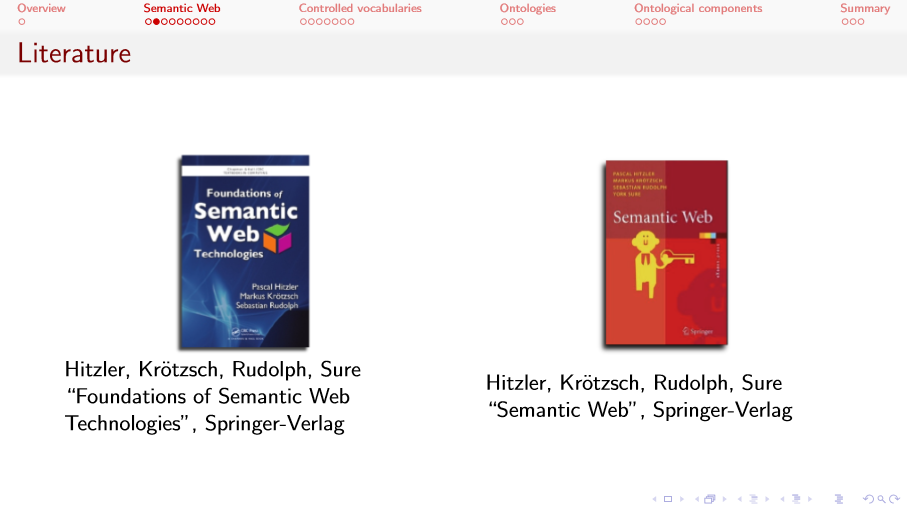 Overview
Semantic Web
Controlled vocabularies
Ontologies
Ontological components
Summary
Literature
Foundations of
Semantic
Web
Technologies
Pascal Hitzler
Markus Krötzsch
Sebastian Rudolph
CRC Press
PASCAL HITZLER
MARKUS KRÖTZSCH
SEBASTIAN RUDOLPH
YORK SURE
Semantic Web
Springer
Hitzler, Krötzsch, Rudolph, Sure
“Foundations of Semantic Web
Technologies”, Springer-Verlag
Hitzler, Krötzsch, Rudolph, Sure
“Semantic Web”, Springer-Verlag